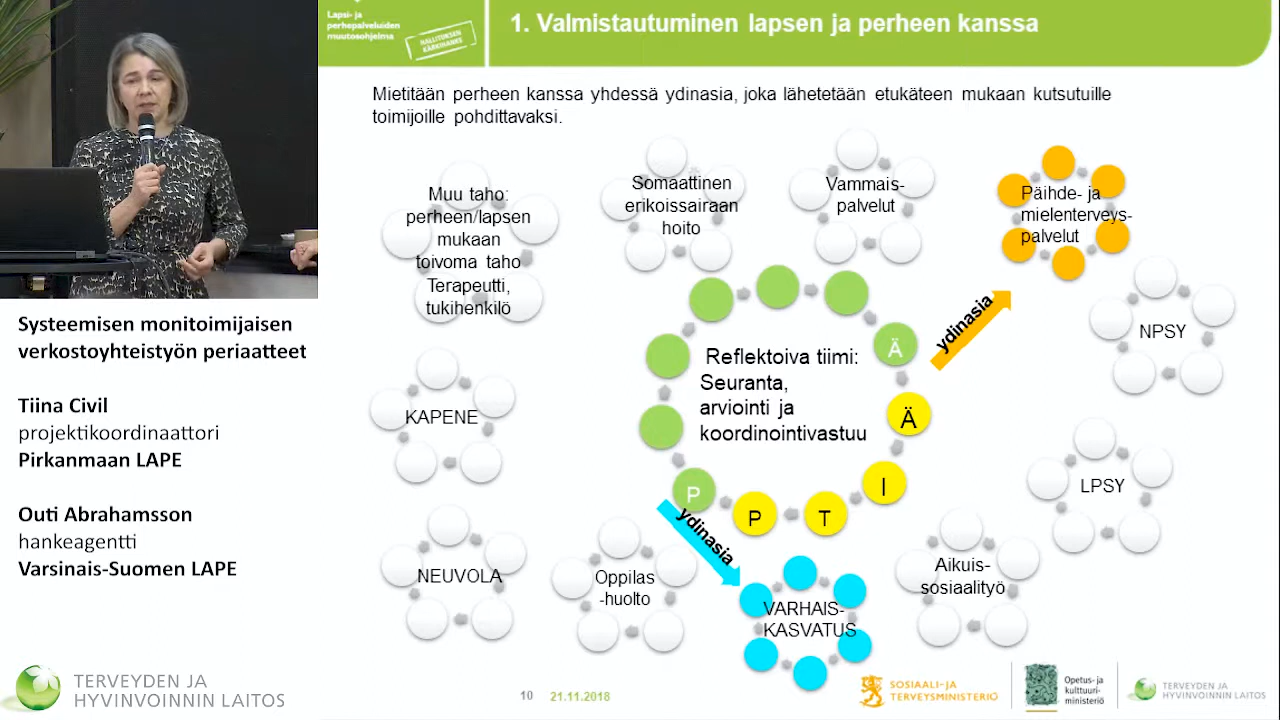 Lapsi- ja
perhepalveluiden
muutosohjelma
HALLITUKSEN
KÄRKIHANKE
1. Valmistautuminen lapsen ja perheen kanssa
Mietitään perheen kanssa yhdessä ydinasia, joka lähetetään etukäteen mukaan kutsutuille
toimijoille pohdittavaksi.
Muu taho:
perheen/lapsen
mukaan
toivoma taho
Terapeutti,
tukihenkilö
Somaattinen
erikoissairaan
hoito
Vammais-
palvelut
Päihde- ja
mielenterveys-
palvelut
ydinasia
NPSY
Reflektoiva tiimi:
Seuranta,
arviointi ja
koordinointivastuu
Ä
Ä
I
T
P
P
KAPENE
LPSY
ydinasia
NEUVOLA
Oppilas
-huolto
VARHAIS-
KASVATUS
Aikuis-
sosiaalityö
Systeemisen monitoimijaisen
verkostoyhteistyön periaatteet
Tiina Civil
projektikoordinaattori
Pirkanmaan LAPE
Outi Abrahamsson
hankeagentti
Varsinais-Suomen LAPE
TERVEYDEN JA
HYVINVOINNIN LAITOS
10
21.11.2018
SOSIAALI- JA
TERVEYSMINISTERIÖ
Opetus- ja
kulttuuri-
ministeriö
TERVEYDEN JA
HYVINVOINNIN LAITOS